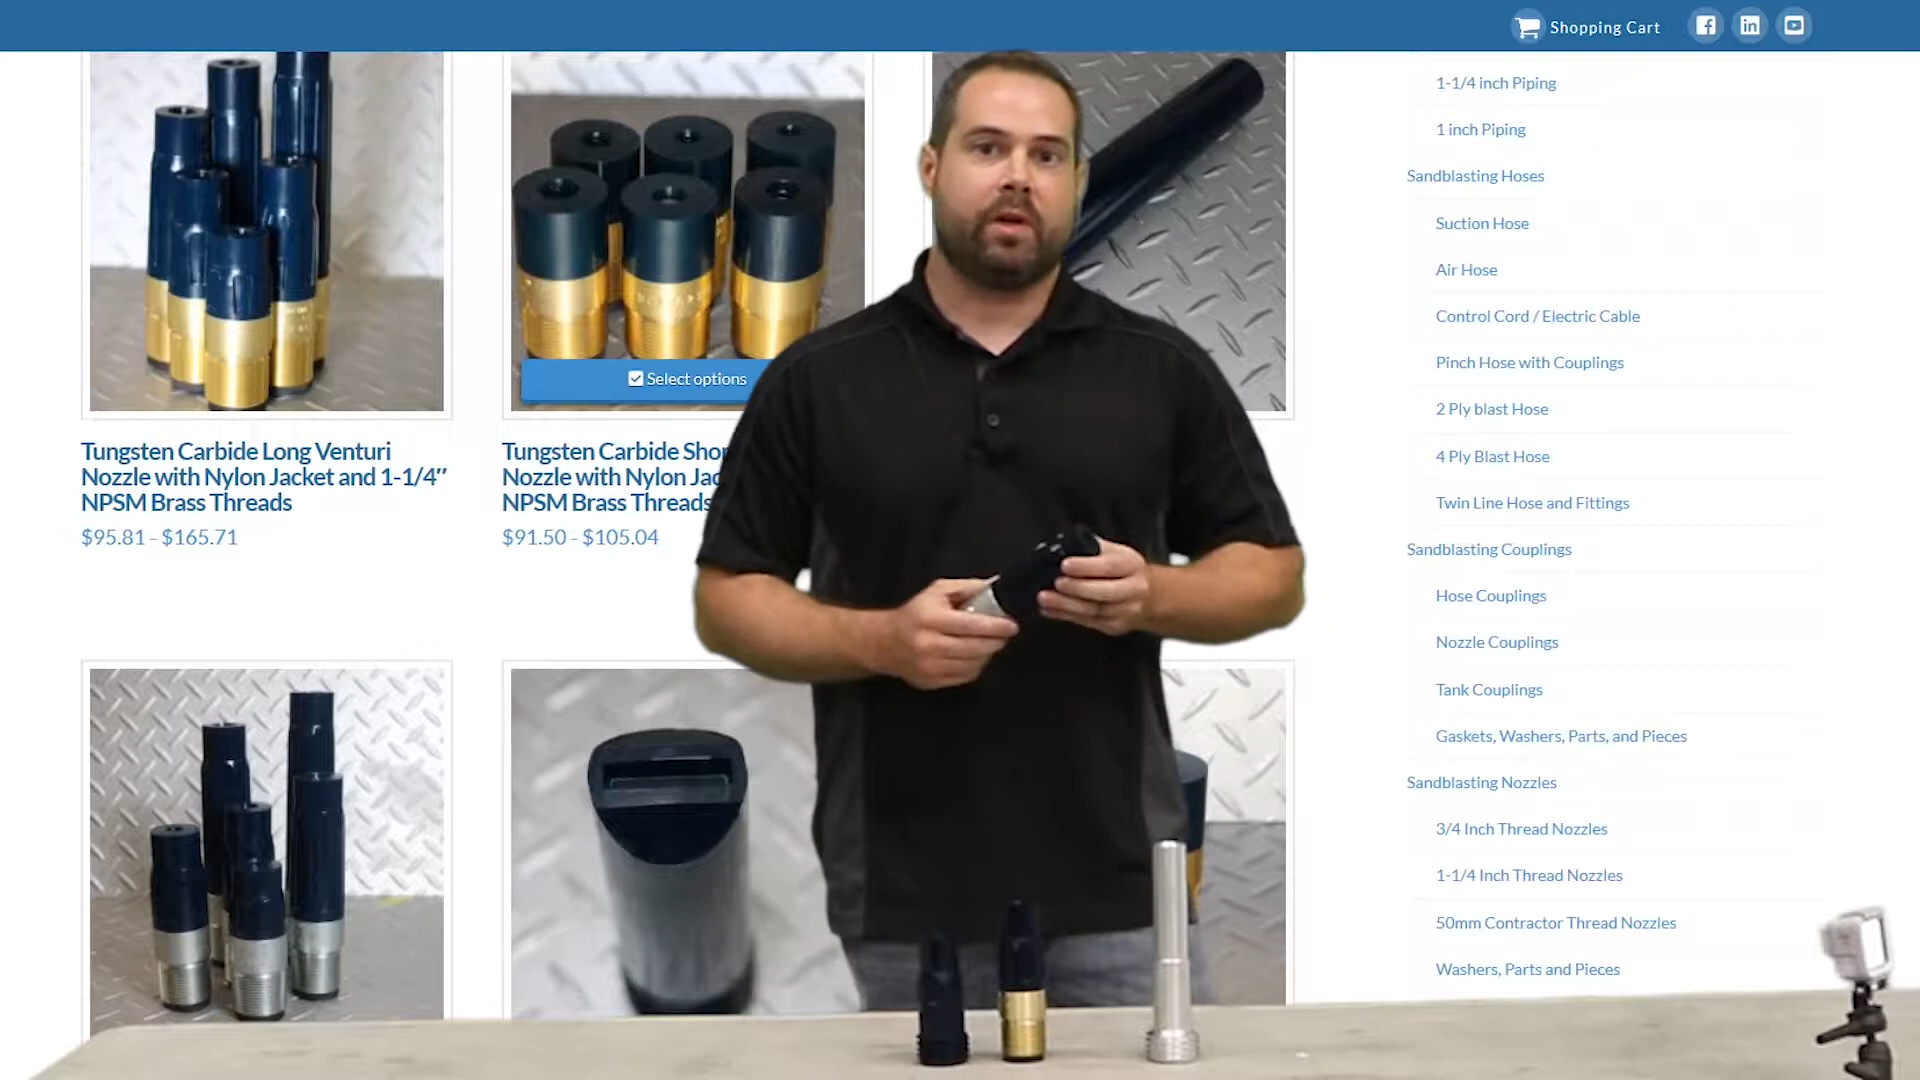 Shopping Cart
Select options
Tungsten Carbide Long Venturi
Nozzle with Nylon Jacket and 1-1/4″
NPSM Brass Threads
$95.81 - $165.71
Tungsten Carbide
Nozzle with Nylon
NPSM Brass Threads
$91.50 - $105.04
1-1/4 inch Piping
1 inch Piping
Sandblasting Hoses
Suction Hose
Air Hose
Control Cord / Electric Cable
Pinch Hose with Couplings
2 Ply blast Hose
4 Ply Blast Hose
Twin Line Hose and Fittings
Sandblasting Couplings
Hose Couplings
Nozzle Couplings
Tank Couplings
Gaskets, Washers, Parts, and Pieces
Sandblasting Nozzles
3/4 Inch Thread Nozzles
1-1/4 Inch Thread Nozzles
50mm Contractor Thread Nozzles
Washers, Parts and Pieces